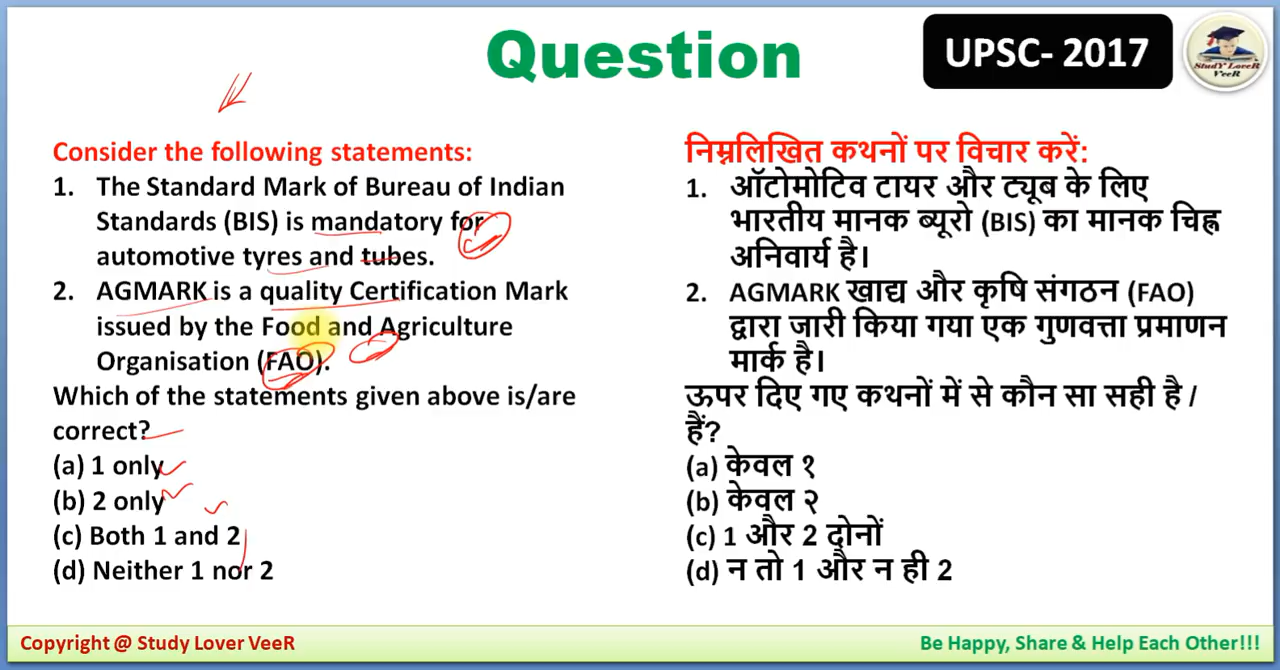 Question
UPSC- 2017
StudY LoveR
VeeR
Consider the following statements:
1. The Standard Mark of Bureau of Indian
Standards (BIS) is mandatory for
automotive tyres and tubes.
2. AGMARK is a quality Certification Mark
issued by the Food and Agriculture
Organisation (FAO).
Which of the statements given above is/are
correct?
(a) 1 only
(b) 2 only
(c) Both 1 and 2
(d) Neither 1 nor 2
निम्नलिखित कथनों पर विचार करें:
1. ऑटोमोटिव टायर और ट्यूब के लिए
भारतीय मानक ब्यूरो (BIS) का मानक चिह्न
अनिवार्य है।
2. AGMARK खाद्य और कृषि संगठन (FAO)
द्वारा जारी किया गया एक गुणवत्ता प्रमाणन
मार्क है।
ऊपर दिए गए कथनों में से कौन सा सही है /
हैं?
(a) केवल १
(b) केवल २
(c) 1 और 2 दोनों
(d) न तो 1 और न ही 2
Copyright @ Study Lover VeeR
Be Happy, Share & Help Each Other!!!